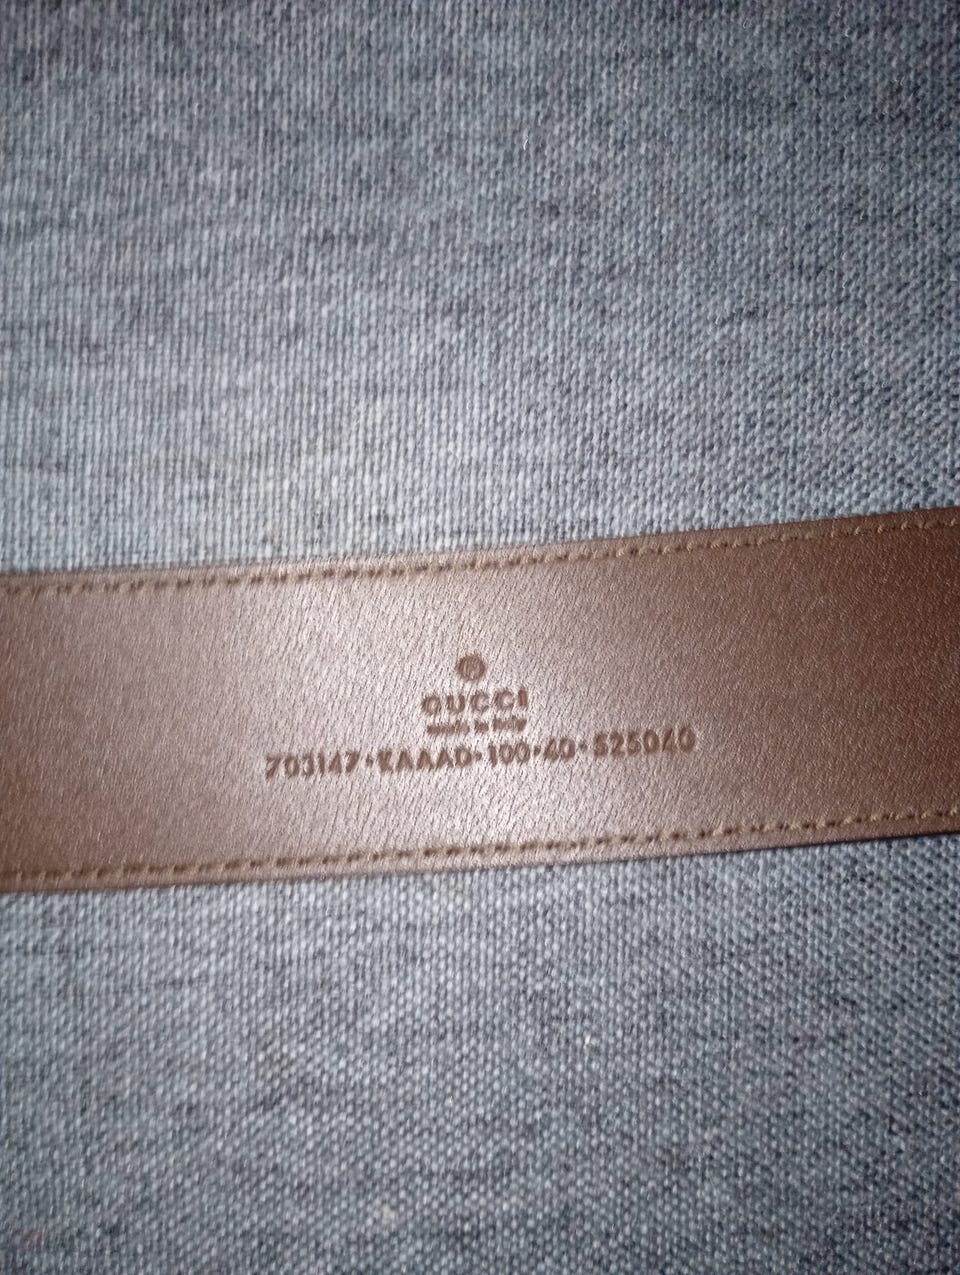 ®
GUCCI
made in italy
703147·KAAAD·100·40·525040